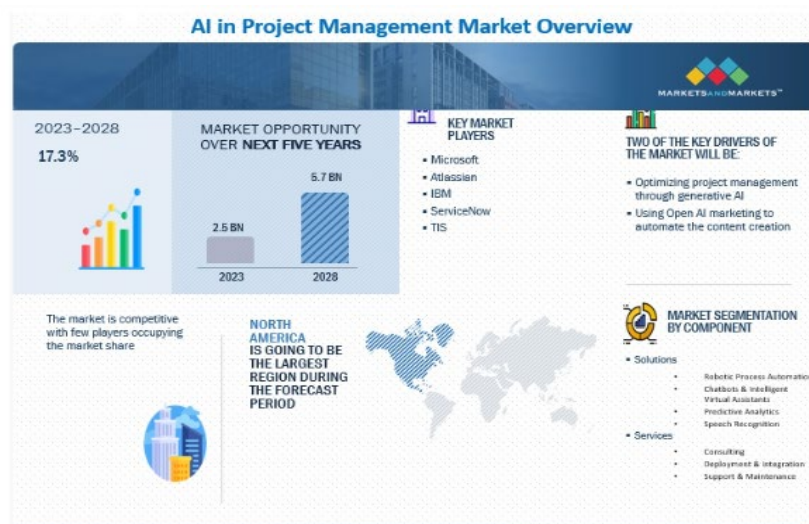 AI in Project Management Market Overview
MARKETSANDMARKETS™
2023–2028
17.3%
MARKET OPPORTUNITY
OVER NEXT FIVE YEARS
2.5 BN
5.7 BN
2023
2028
KEY MARKET
PLAYERS
▪ Microsoft
▪ Atlassian
▪ IBM
▪ ServiceNow
▪ TIS
TWO OF THE KEY DRIVERS OF
THE MARKET WILL BE:
▪ Optimizing project management
through generative AI
▪ Using Open AI marketing to
automate the content creation
The market is competitive
with few players occupying
the market share
NORTH
AMERICA
IS GOING TO BE
THE LARGEST
REGION DURING
THE FORECAST
PERIOD
MARKET SEGMENTATION
BY COMPONENT
▪ Solutions
• Robotic Process Automation
• Chatbots & Intelligent
Virtual Assistants
• Predictive Analytics
• Speech Recognition
▪ Services
• Consulting
• Deployment & Integration
• Support & Maintenance